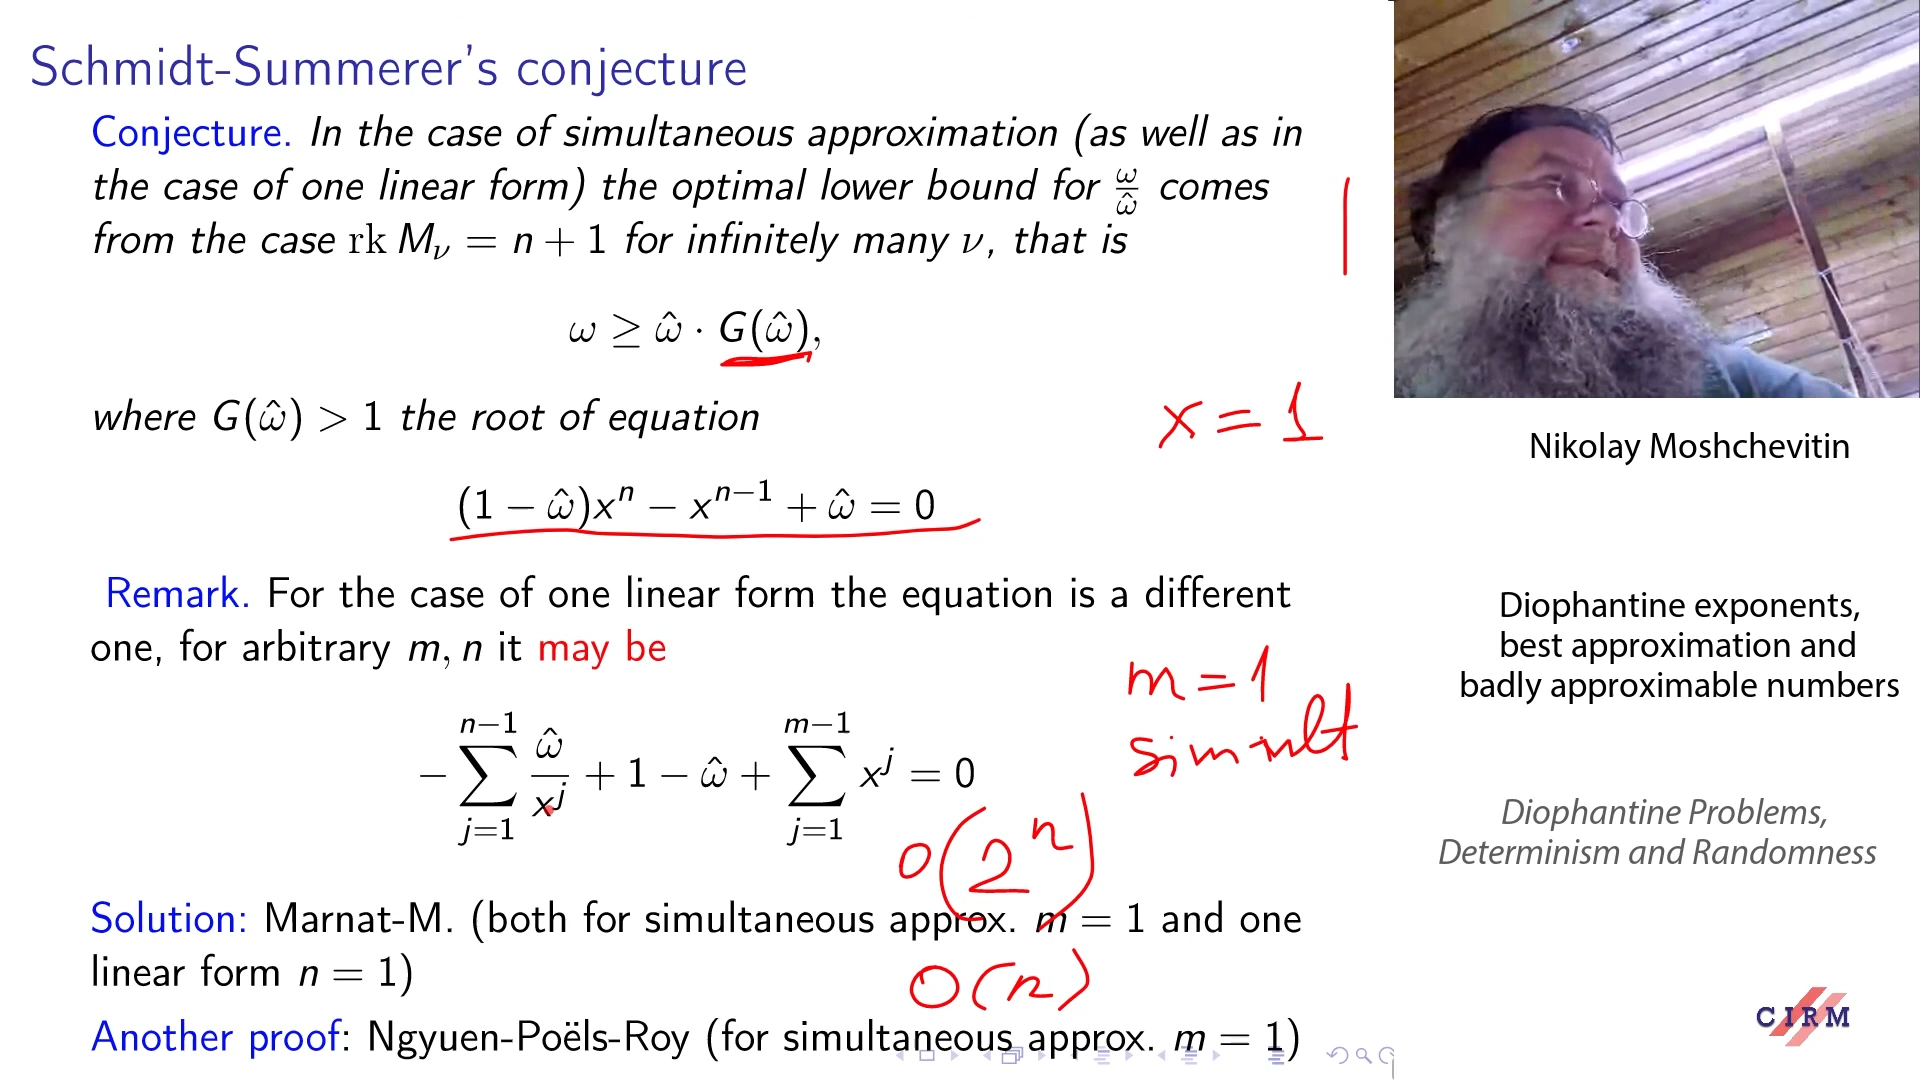 Schmidt-Summerer's conjecture
Conjecture. In the case of simultaneous approximation (as well as in
the case of one linear form) the optimal lower bound for ω/ω̂ comes
from the case rk M_ν = n + 1 for infinitely many ν, that is
ω ≥ ω̂ · G(ω̂),
where G(ω̂) > 1 the root of equation
x = 1
(1 − ω̂)xⁿ − xⁿ⁻¹ + ω̂ = 0
Remark. For the case of one linear form the equation is a different
one, for arbitrary m, n it may be
m = 1
simult
− ∑_{j=1}^{n−1} ω̂/x^j + 1 − ω̂ + ∑_{j=1}^{m−1} x^j = 0
O(2ⁿ)
Solution: Marnat-M. (both for simultaneous approx. m = 1 and one
linear form n = 1)
O(n)
Another proof: Ngyuen-Poëls-Roy (for simultaneous approx. m = 1)
Nikolay Moshchevitin
Diophantine exponents,
best approximation and
badly approximable numbers
Diophantine Problems,
Determinism and Randomness
CIRM